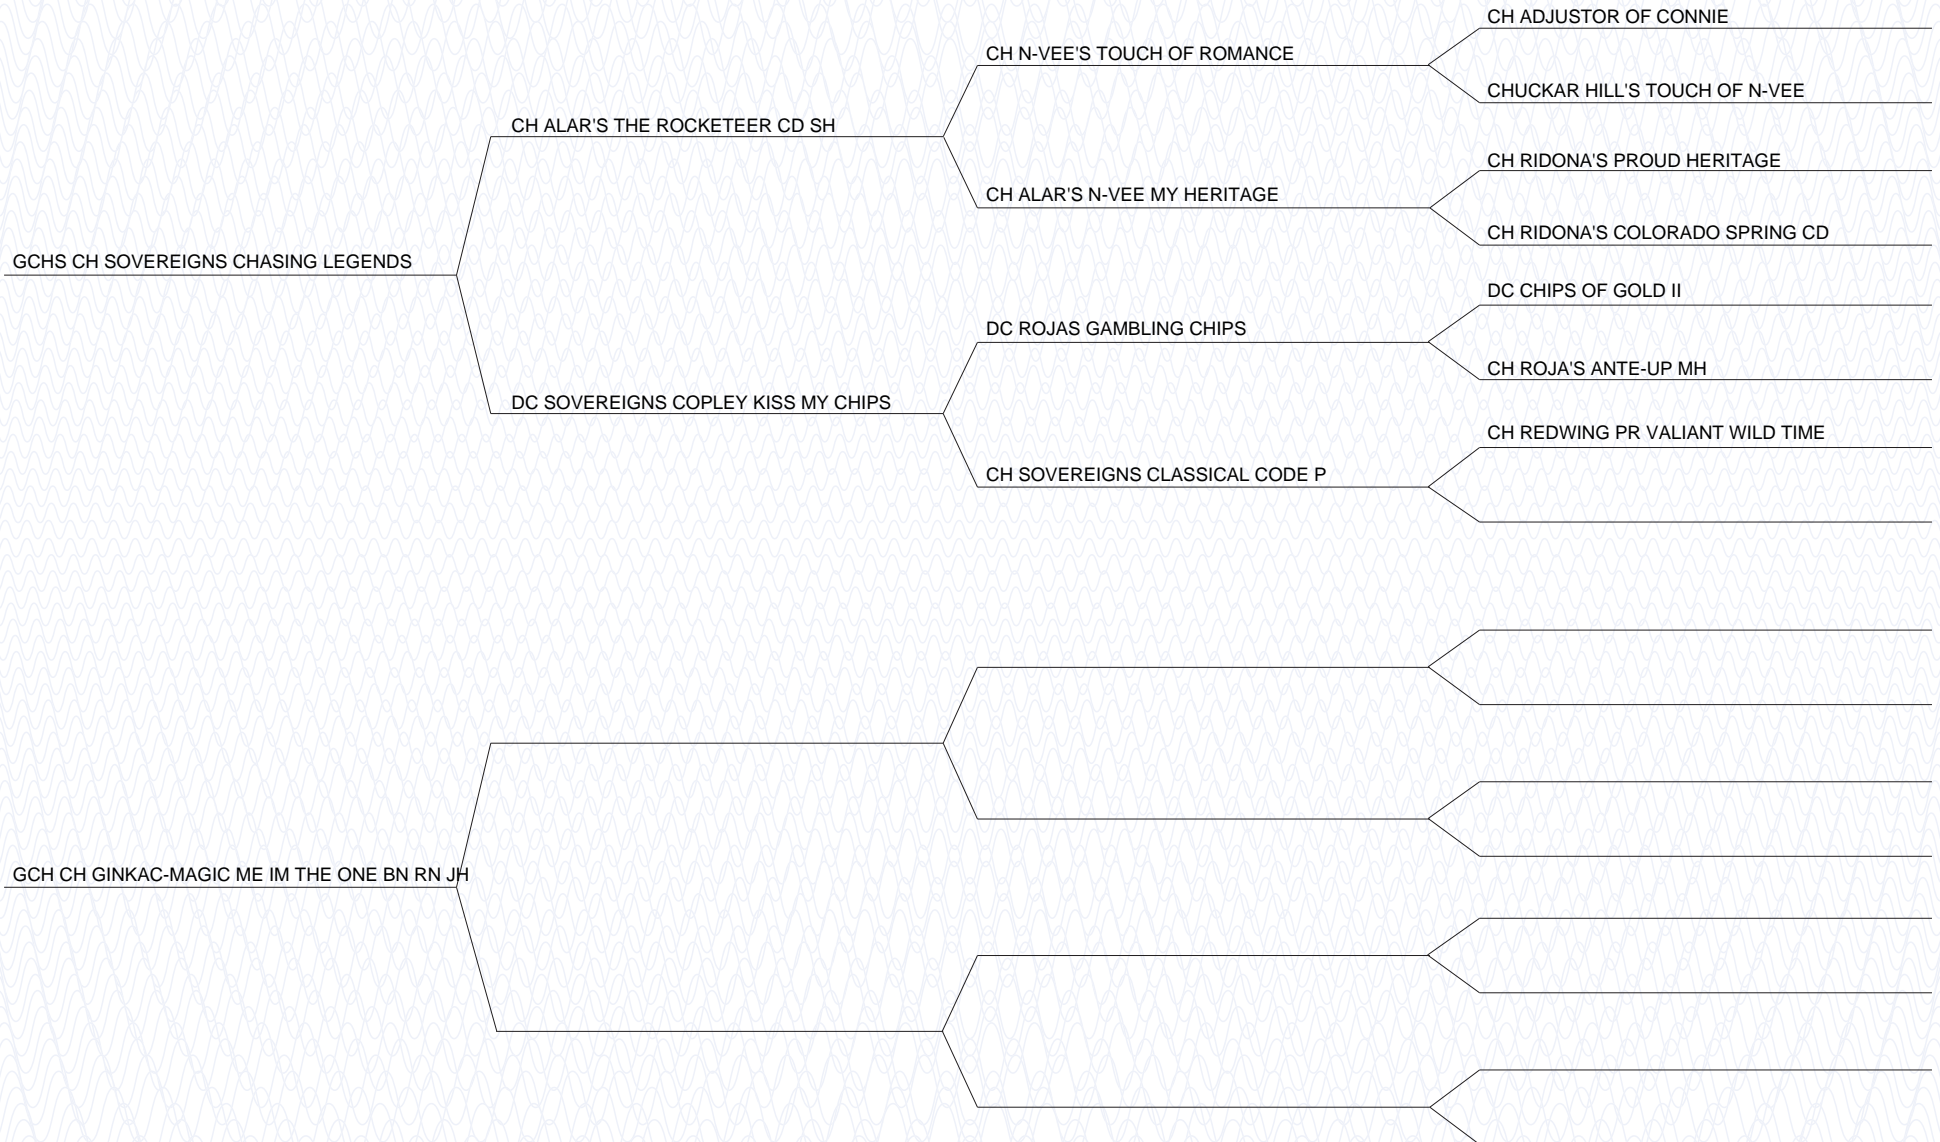 CH ADJUSTOR OF CONNIE
CH N-VEE'S TOUCH OF ROMANCE
CHUCKAR HILL'S TOUCH OF N-VEE
CH ALAR'S THE ROCKETEER CD SH
CH RIDONA'S PROUD HERITAGE
CH ALAR'S N-VEE MY HERITAGE
CH RIDONA'S COLORADO SPRING CD
GCHS CH SOVEREIGNS CHASING LEGENDS
DC CHIPS OF GOLD II
DC ROJAS GAMBLING CHIPS
CH ROJA'S ANTE-UP MH
DC SOVEREIGNS COPLEY KISS MY CHIPS
CH REDWING PR VALIANT WILD TIME
CH SOVEREIGNS CLASSICAL CODE P
GCH CH GINKAC-MAGIC ME IM THE ONE BN RN JH